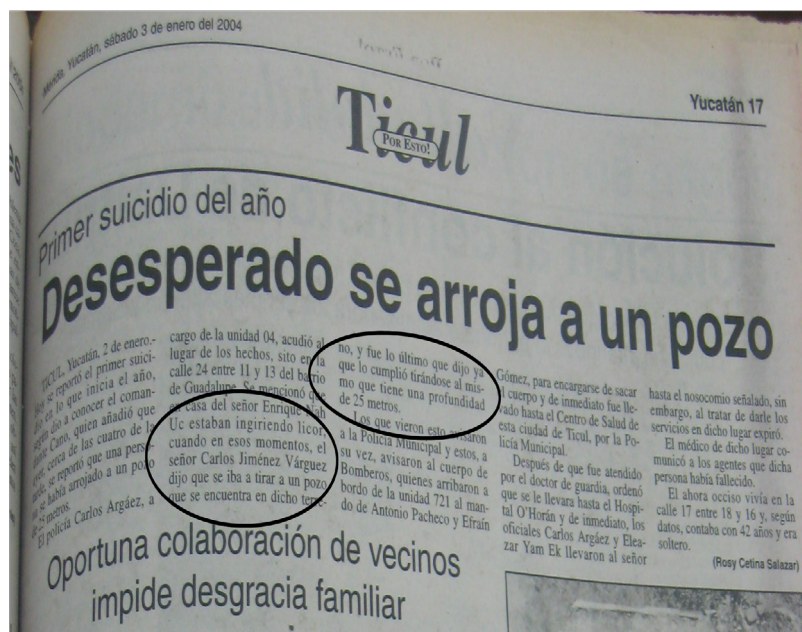 Merida, Yucatán, sábado 3 de enero del 2004
Yucatán 17
Ticul
POR ESTO!
Primer suicidio del año
Desesperado se arroja a un pozo
TICUL, Yucatán, 2 de enero.-
Hoy se reportó el primer suici-
dio en lo que inicia el año,
según dio a conocer el coman-
dante Cano, quien añadió que
ayer, cerca de las cuatro de la
tarde, se reportó que una perso-
na se había arrojado a un pozo
de 25 metros.
El policía Carlos Argáez, a
cargo de la unidad 04, acudió al
lugar de los hechos, sito en la
calle 24 entre 11 y 13 del barrio
de Guadalupe. Se mencionó que
en casa del señor Enrique Nah
Uc estaban ingiriendo licor,
cuando en esos momentos, el
señor Carlos Jiménez Várguez
dijo que se iba a tirar a un pozo
que se encuentra en dicho terre-
no, y fue lo último que dijo ya
que lo cumplió tirándose al mis-
mo que tiene una profundidad
de 25 metros.
Los que vieron esto avisaron
a la Policía Municipal y estos, a
su vez, avisaron al cuerpo de
Bomberos, quienes arribaron a
bordo de la unidad 721 al man-
do de Antonio Pacheco y Efraín
Gómez, para encargarse de sacar
el cuerpo y de inmediato fue lle-
vado hasta el Centro de Salud de
esta ciudad de Ticul, por la Po-
licía Municipal.
Después de que fue atendido
por el doctor de guardia, ordenó
que se le llevara hasta el Hospi-
tal O'Horán y de inmediato, los
oficiales Carlos Argáez y Elea-
zar Yam Ek llevaron al señor
hasta el nosocomio señalado, sin
embargo, al tratar de darle los
servicios en dicho lugar expiró.
El médico de dicho lugar co-
municó a los agentes que dicha
persona había fallecido.
El ahora occiso vivía en la
calle 17 entre 18 y 16 y, según
datos, contaba con 42 años y era
soltero.
(Rosy Cetina Salazar)
Oportuna colaboración de vecinos
impide desgracia familiar